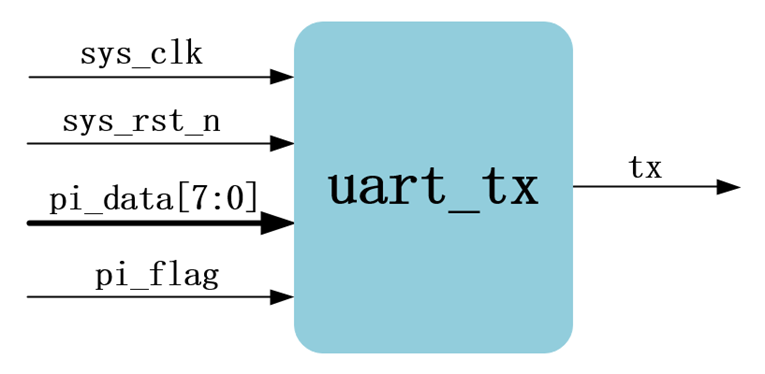 sys_clk
sys_rst_n
pi_data[7:0]
pi_flag
uart_tx
tx